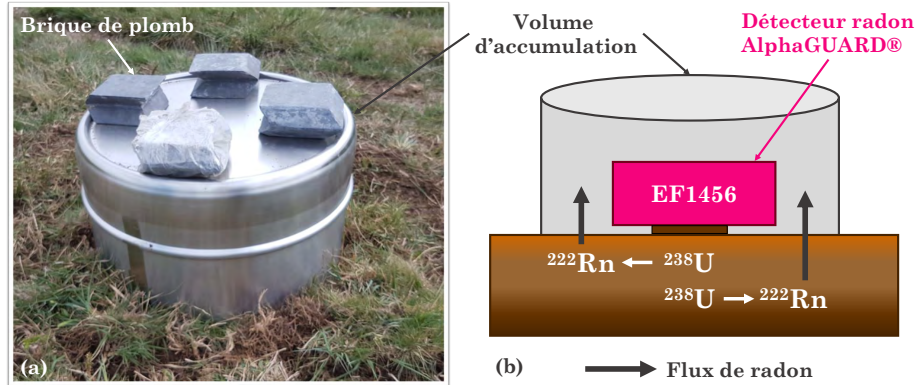 Brique de plomb
Volume
d'accumulation
(a)
Détecteur radon
AlphaGUARD®
EF1456
²²²Rn ← ²³⁸U
²³⁸U → ²²²Rn
(b)
Flux de radon